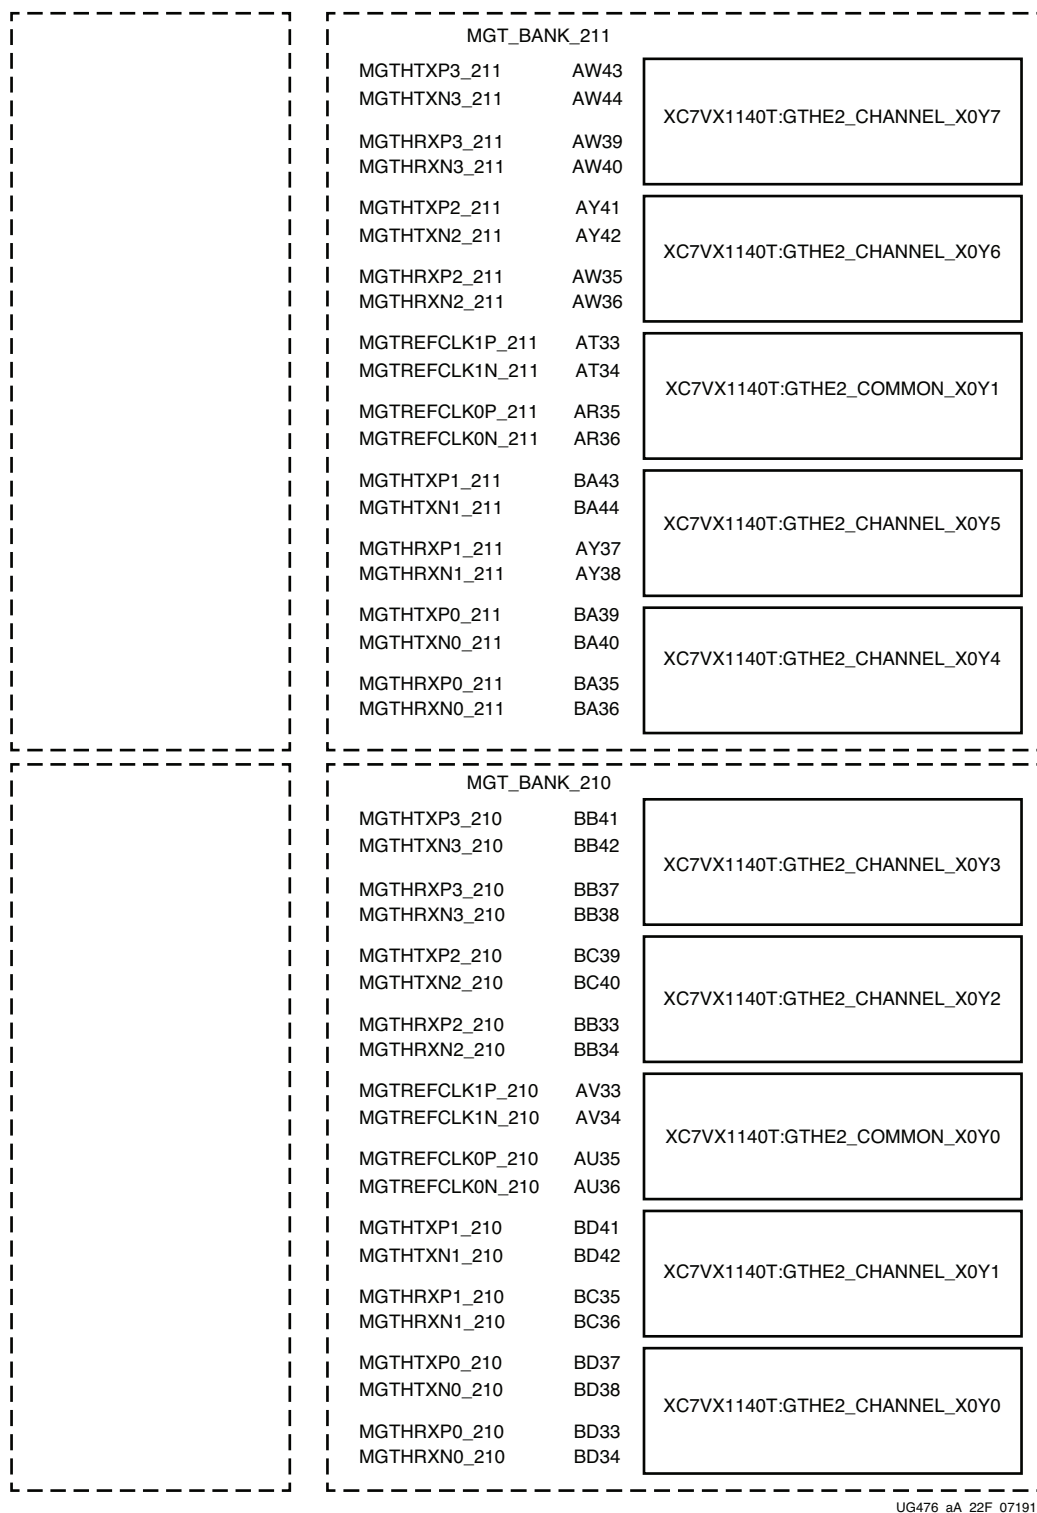 MGT_BANK_211
MGTHTXP3_211 AW43
MGTHTXN3_211 AW44
XC7VX1140T:GTHE2_CHANNEL_X0Y7
MGTHRXP3_211 AW39
MGTHRXN3_211 AW40
MGTHTXP2_211 AY41
MGTHTXN2_211 AY42
XC7VX1140T:GTHE2_CHANNEL_X0Y6
MGTHRXP2_211 AW35
MGTHRXN2_211 AW36
MGTREFCLK1P_211 AT33
MGTREFCLK1N_211 AT34
XC7VX1140T:GTHE2_COMMON_X0Y1
MGTREFCLK0P_211 AR35
MGTREFCLK0N_211 AR36
MGTHTXP1_211 BA43
MGTHTXN1_211 BA44
XC7VX1140T:GTHE2_CHANNEL_X0Y5
MGTHRXP1_211 AY37
MGTHRXN1_211 AY38
MGTHTXP0_211 BA39
MGTHTXN0_211 BA40
XC7VX1140T:GTHE2_CHANNEL_X0Y4
MGTHRXP0_211 BA35
MGTHRXN0_211 BA36
MGT_BANK_210
MGTHTXP3_210 BB41
MGTHTXN3_210 BB42
XC7VX1140T:GTHE2_CHANNEL_X0Y3
MGTHRXP3_210 BB37
MGTHRXN3_210 BB38
MGTHTXP2_210 BC39
MGTHTXN2_210 BC40
XC7VX1140T:GTHE2_CHANNEL_X0Y2
MGTHRXP2_210 BB33
MGTHRXN2_210 BB34
MGTREFCLK1P_210 AV33
MGTREFCLK1N_210 AV34
XC7VX1140T:GTHE2_COMMON_X0Y0
MGTREFCLK0P_210 AU35
MGTREFCLK0N_210 AU36
MGTHTXP1_210 BD41
MGTHTXN1_210 BD42
XC7VX1140T:GTHE2_CHANNEL_X0Y1
MGTHRXP1_210 BC35
MGTHRXN1_210 BC36
MGTHTXP0_210 BD37
MGTHTXN0_210 BD38
XC7VX1140T:GTHE2_CHANNEL_X0Y0
MGTHRXP0_210 BD33
MGTHRXN0_210 BD34
UG476_aA_22F_07191